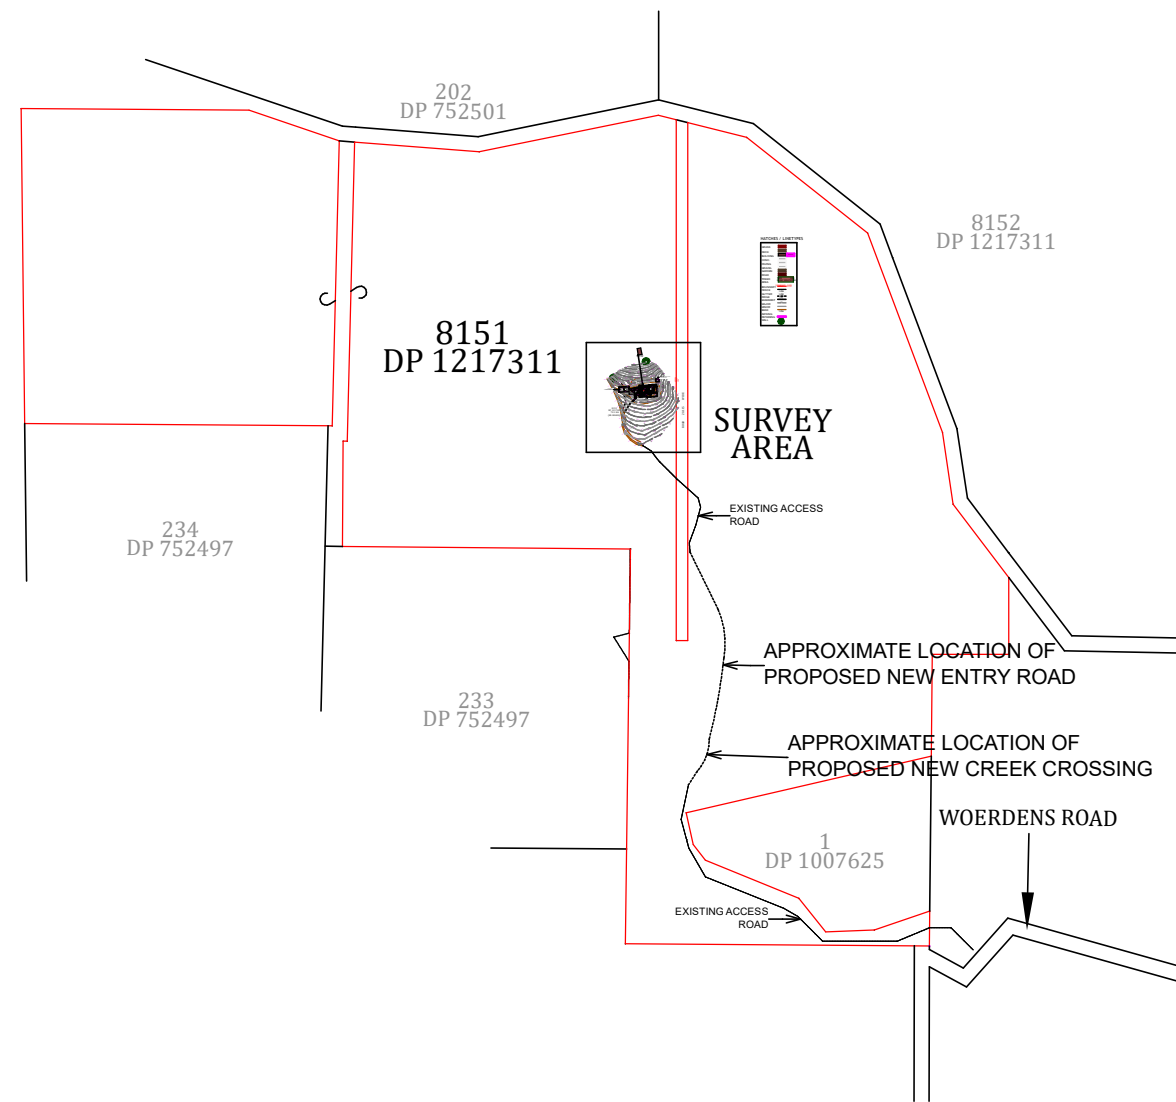 202
DP 752501
8152
DP 1217311
HATCHES / LINETYPES
8151
DP 1217311
SURVEY
AREA
EXISTING ACCESS
ROAD
234
DP 752497
APPROXIMATE LOCATION OF
PROPOSED NEW ENTRY ROAD
233
DP 752497
APPROXIMATE LOCATION OF
PROPOSED NEW CREEK CROSSING
WOERDENS ROAD
1
DP 1007625
EXISTING ACCESS
ROAD